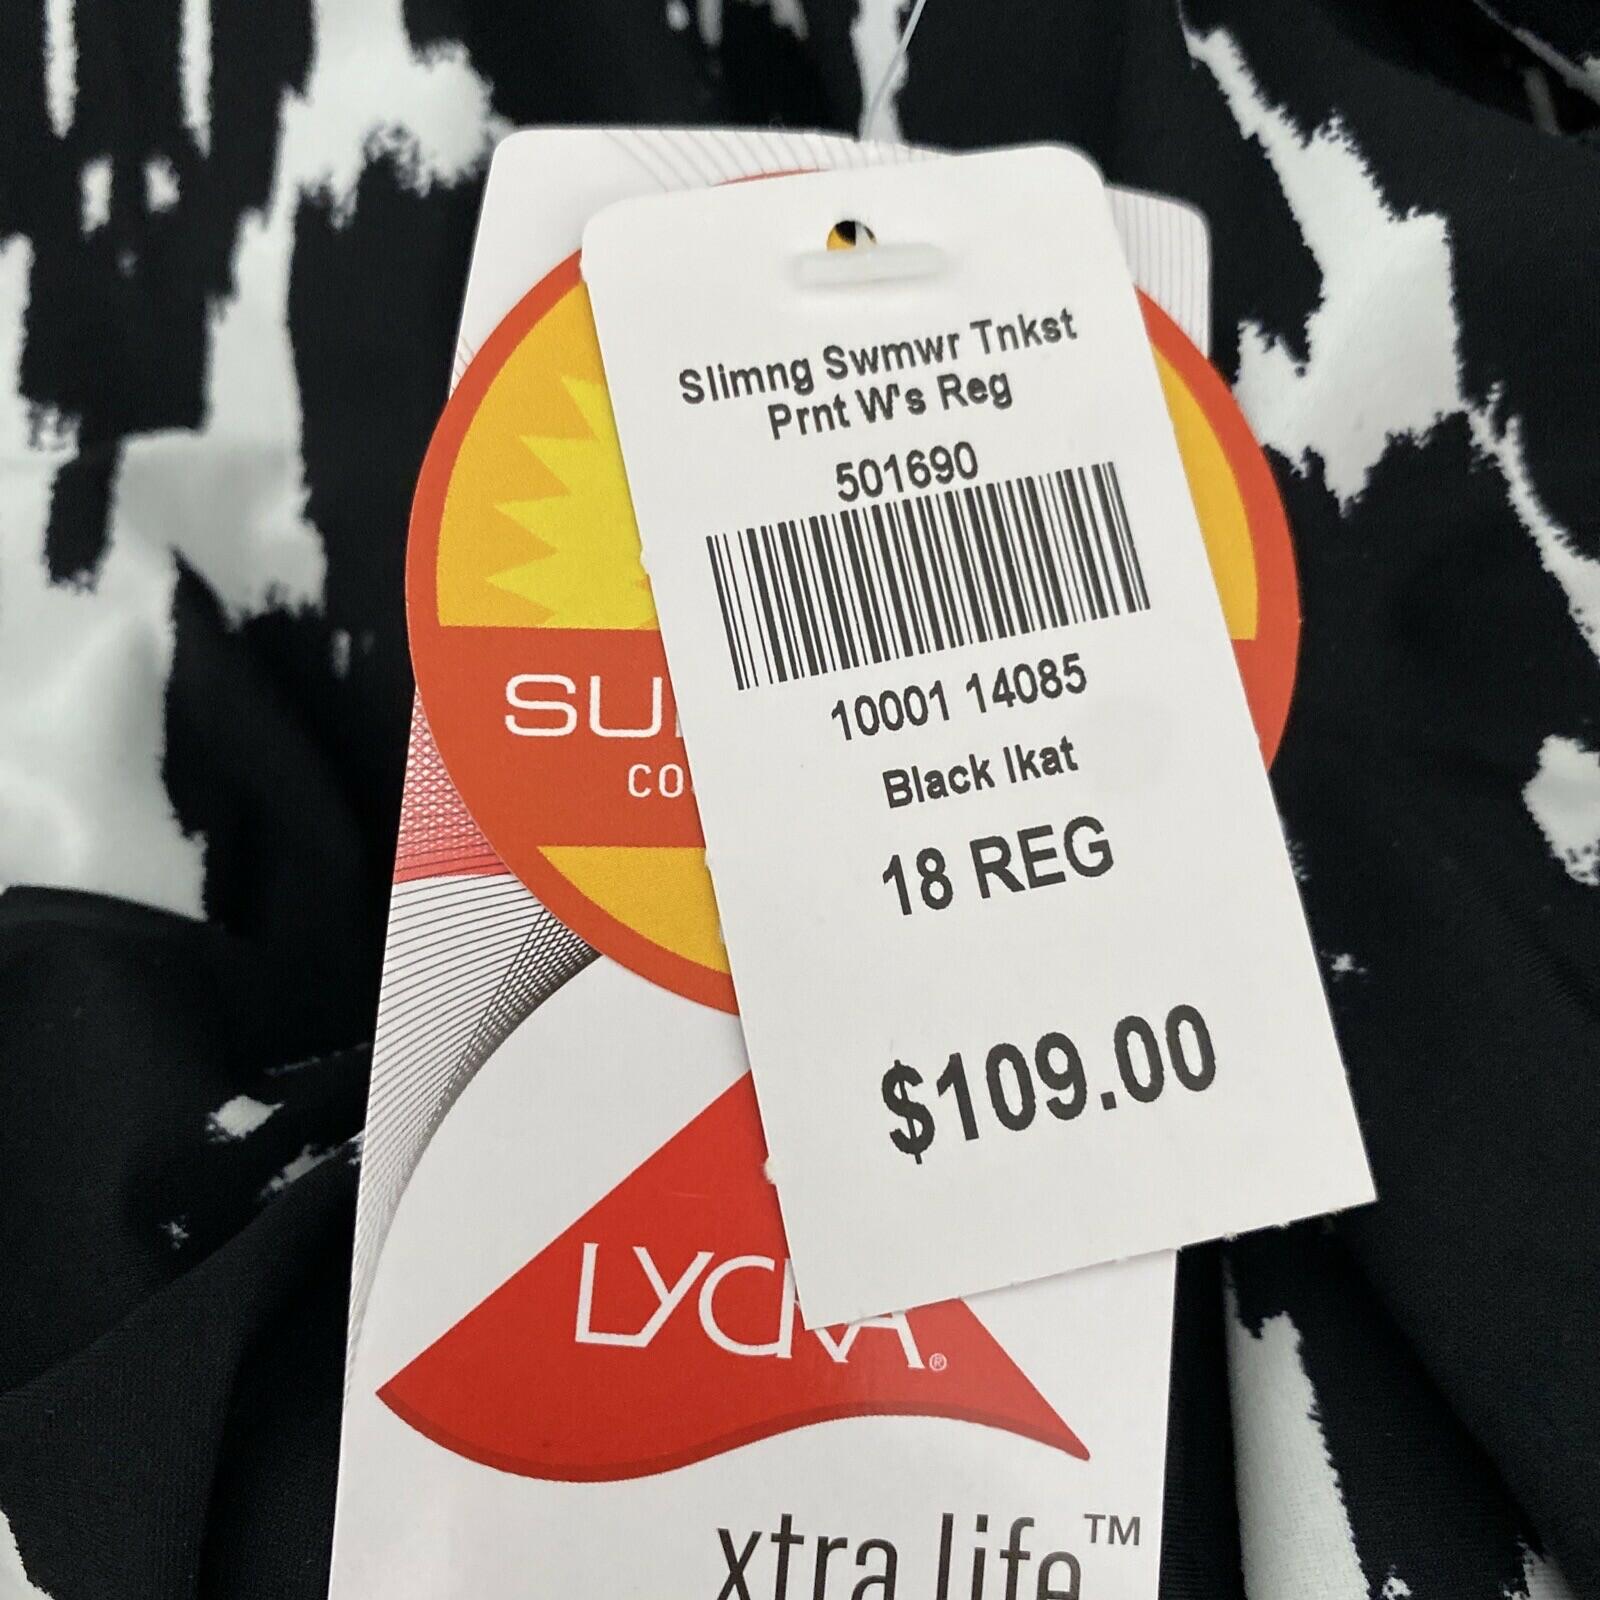 Slimng Swmwr Tnkst
Prnt W's Reg
501690
10001 14085
Black Ikat
18 REG
$109.00
LYCRA®
xtra life™